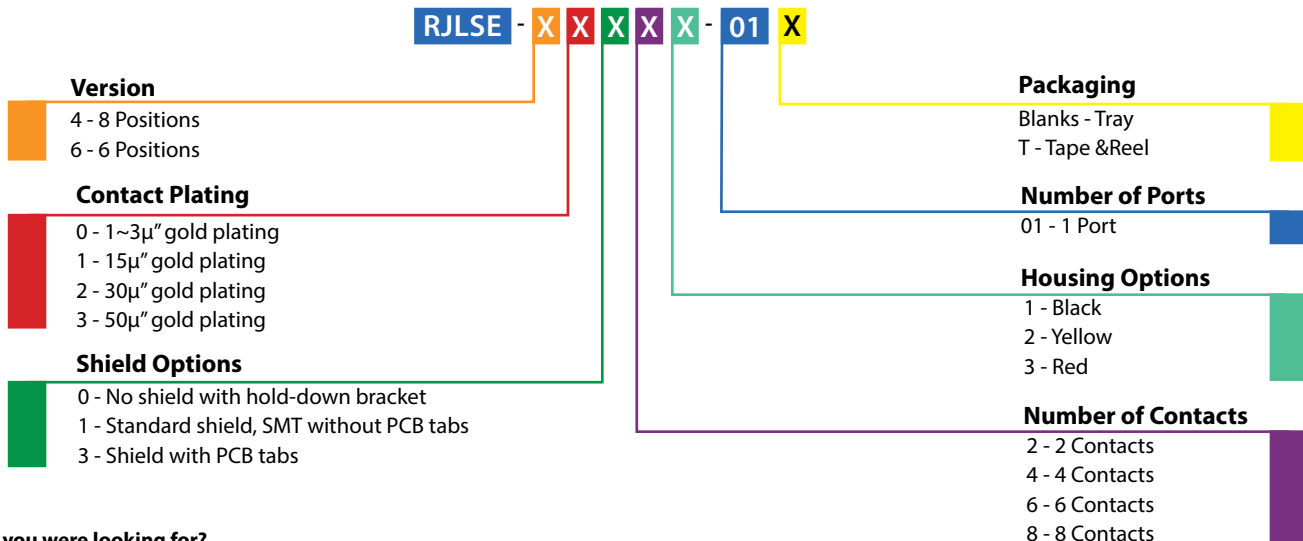 RJLSE - X X X X X - 01 X
Version
4 - 8 Positions
6 - 6 Positions
Contact Plating
0 - 1~3µ” gold plating
1 - 15µ” gold plating
2 - 30µ” gold plating
3 - 50µ” gold plating
Shield Options
0 - No shield with hold-down bracket
1 - Standard shield, SMT without PCB tabs
3 - Shield with PCB tabs
Packaging
Blanks - Tray
T - Tape &Reel
Number of Ports
01 - 1 Port
Housing Options
1 - Black
2 - Yellow
3 - Red
Number of Contacts
2 - 2 Contacts
4 - 4 Contacts
6 - 6 Contacts
8 - 8 Contacts
you were looking for?